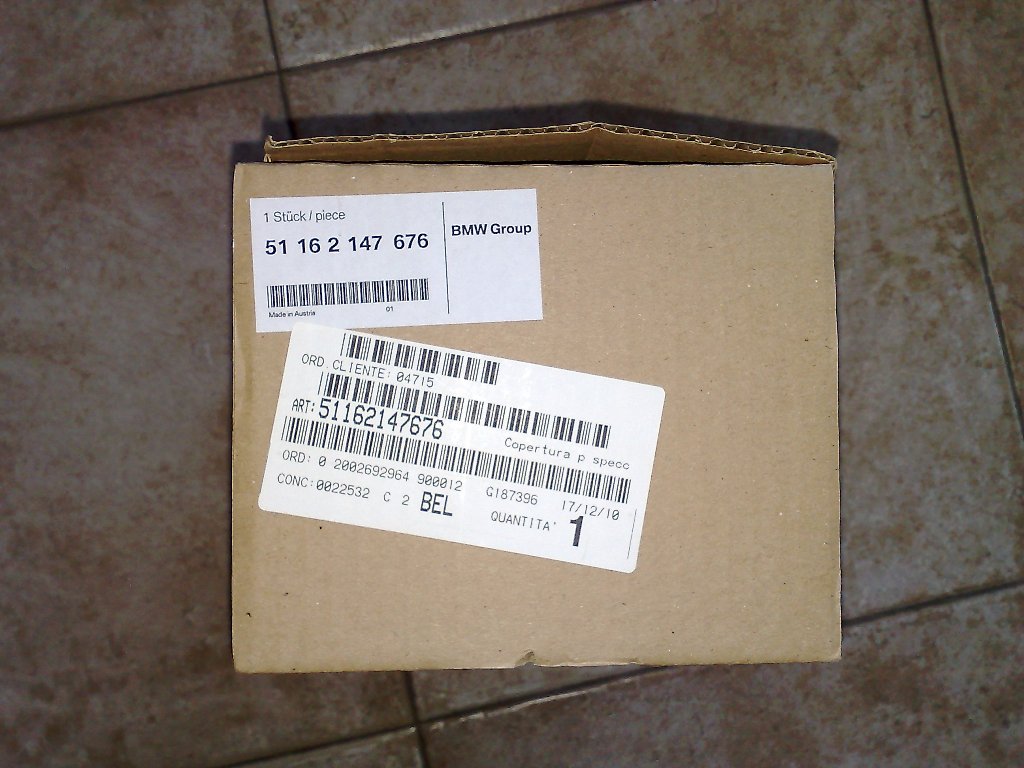 1 Stück / piece
51 16 2 147 676
BMW Group
Made in Austria
01
ORD.CLIENTE: 04715
ART: 51162147676
Copertura p specc
ORD: 0 2002692964 900012
G187396
17/12/10
CONC:0022532 C 2 BEL
QUANTITA' 1